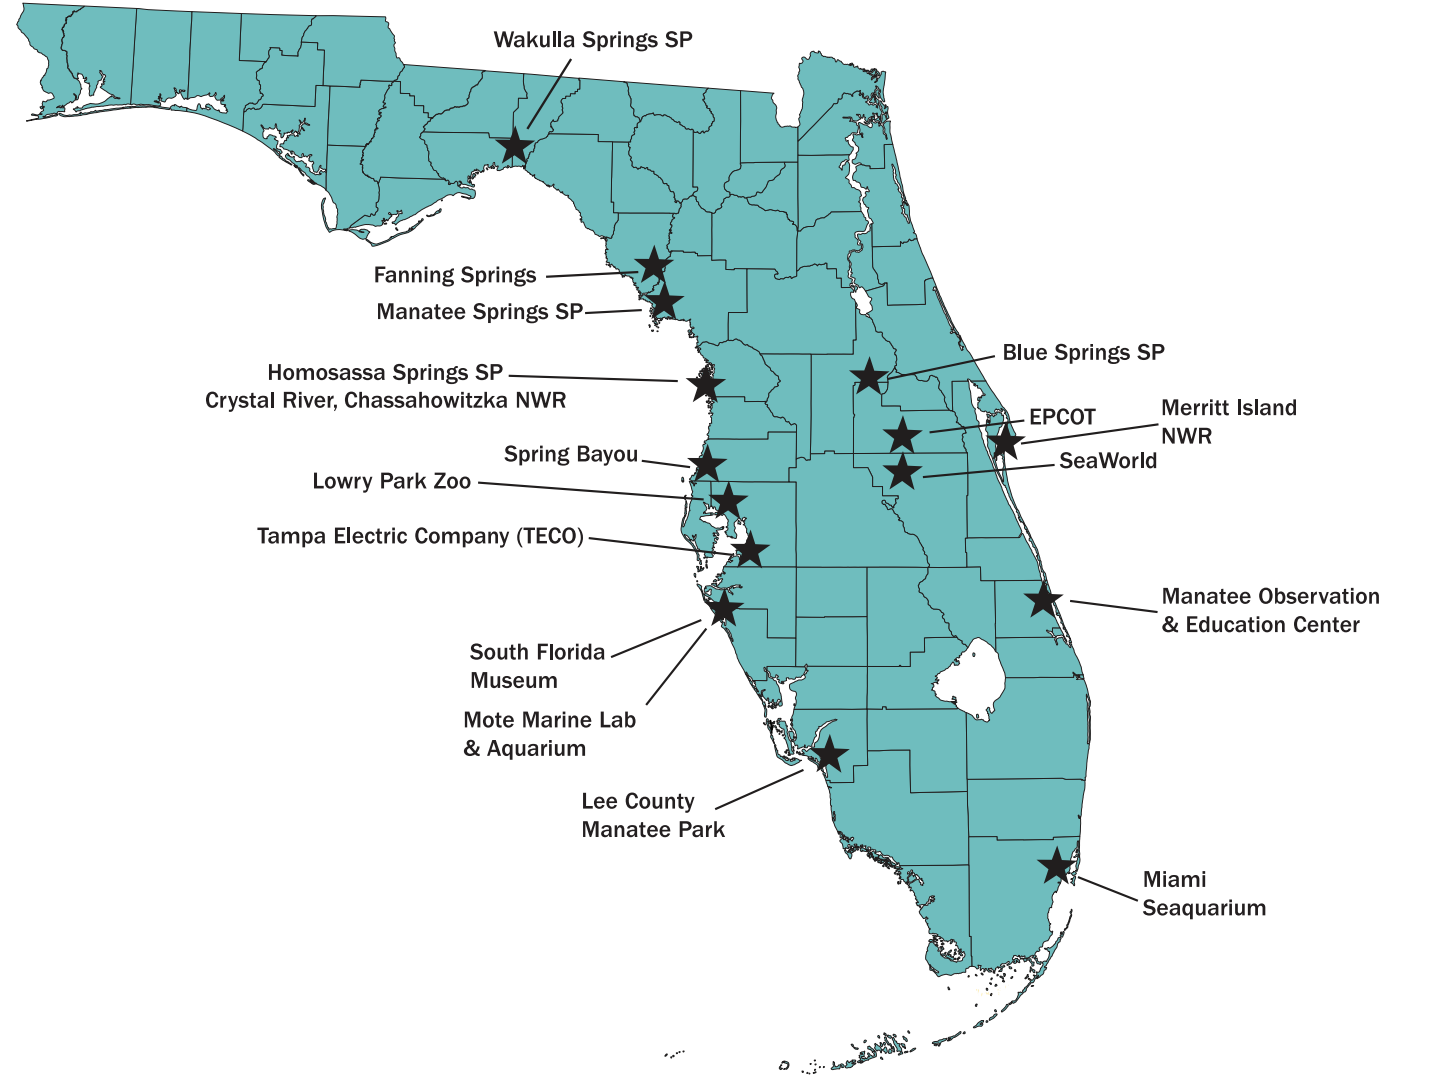 Wakulla Springs SP
Fanning Springs
Manatee Springs SP
Homosassa Springs SP
Crystal River, Chassahowitzka NWR
Spring Bayou
Lowry Park Zoo
Tampa Electric Company (TECO)
South Florida
Museum
Mote Marine Lab
& Aquarium
Lee County
Manatee Park
Blue Springs SP
EPCOT
Merritt Island
NWR
SeaWorld
Manatee Observation
& Education Center
Miami
Seaquarium